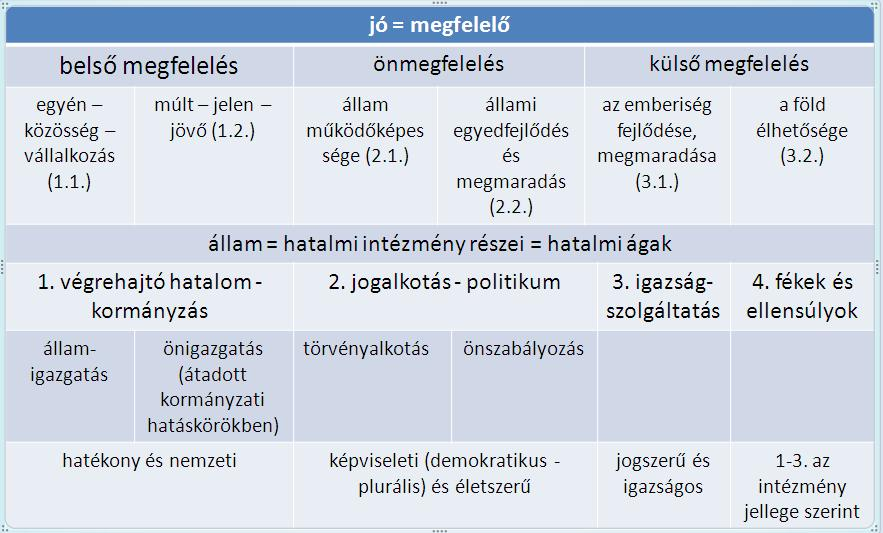 jó = megfelelő
belső megfelelés
önmegfelelés
külső megfelelés
egyén –
közösség –
vállalkozás
(1.1.)
múlt – jelen –
jövő (1.2.)
állam
működőképes
sége (2.1.)
állami
egyedfejlődés
és
megmaradás
(2.2.)
az emberiség
fejlődése,
megmaradása
(3.1.)
a föld
élhetősége
(3.2.)
állam = hatalmi intézmény részei = hatalmi ágak
1. végrehajtó hatalom -
kormányzás
2. jogalkotás - politikum
3. igazság-
szolgáltatás
4. fékek és
ellensúlyok
állam-
igazgatás
önigazgatás
(átadott
kormányzati
hatáskörökben)
törvényalkotás
önszabályozás
hatékony és nemzeti
képviseleti (demokratikus -
plurális) és életszerű
jogszerű és
igazságos
1-3. az
intézmény
jellege szerint